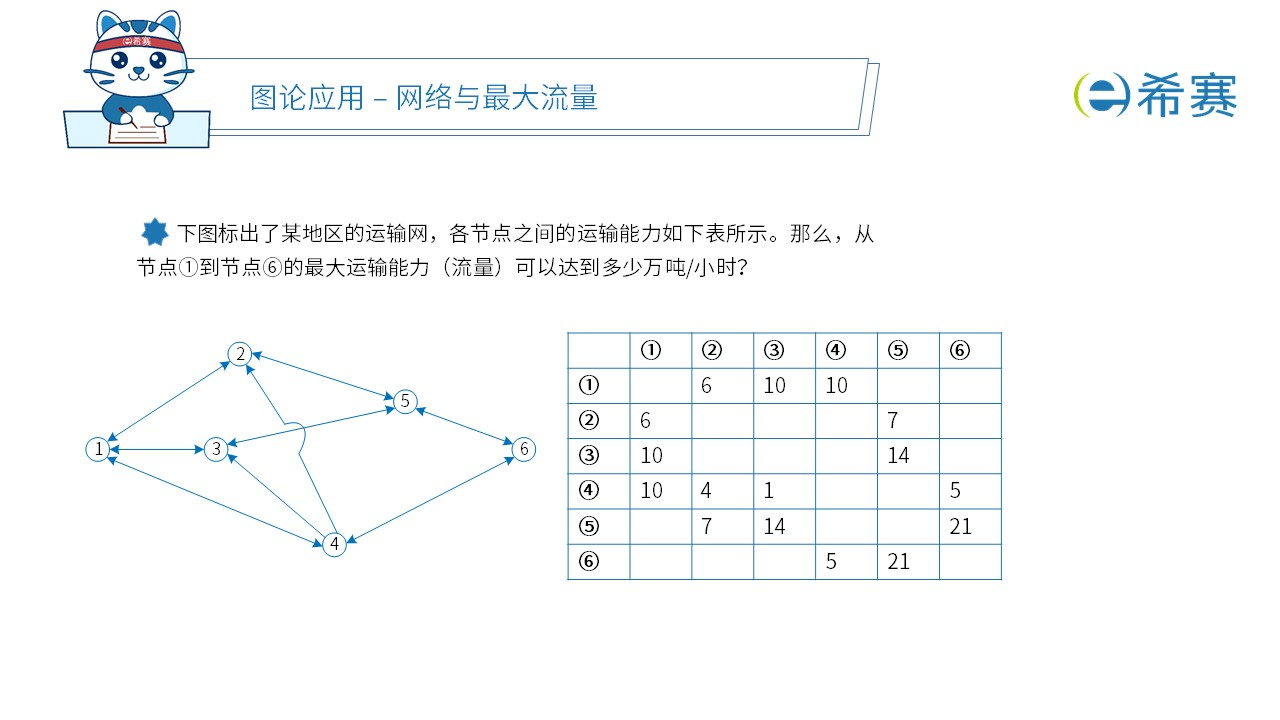 希赛
图论应用 – 网络与最大流量
希赛
下图标出了某地区的运输网，各节点之间的运输能力如下表所示。那么，从
节点①到节点⑥的最大运输能力（流量）可以达到多少万吨/小时？
2
5
1
3
6
4
① ② ③ ④ ⑤ ⑥
① 6 10 10
② 6 7
③ 10 14
④ 10 4 1 5
⑤ 7 14 21
⑥ 5 21